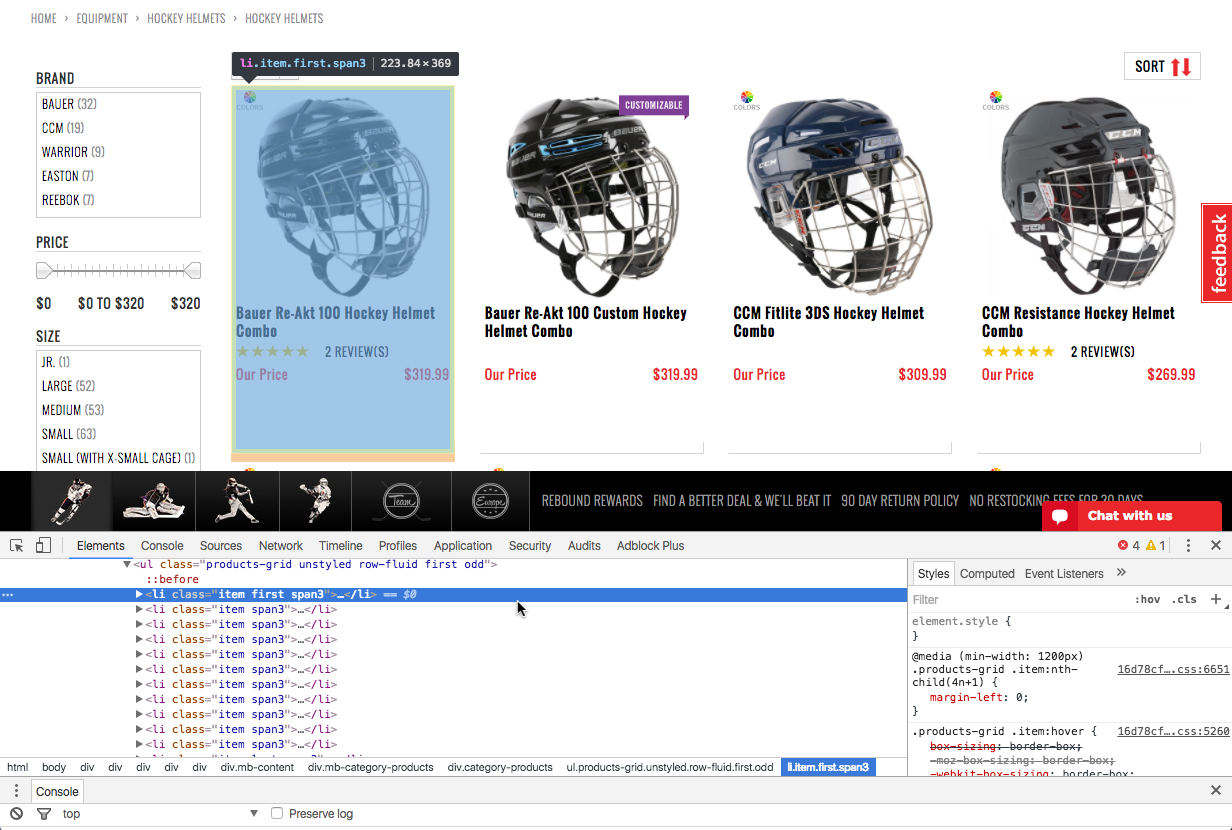 HOME › EQUIPMENT › HOCKEY HELMETS › HOCKEY HELMETS
li.item.first.span3 | 223.84 × 369
SORT
BRAND
BAUER (32)
CCM (19)
WARRIOR (9)
EASTON (7)
REEBOK (7)
PRICE
$0 $0 TO $320 $320
SIZE
JR. (1)
LARGE (52)
MEDIUM (53)
SMALL (63)
SMALL (WITH X-SMALL CAGE) (1)
COLORS
BAUER
BAUER
Bauer Re-Akt 100 Hockey Helmet
Combo
2 REVIEW(S)
Our Price $319.99
CUSTOMIZABLE
BAUER
BAUER
Bauer Re-Akt 100 Custom Hockey
Helmet Combo
Our Price $319.99
COLORS
CCM
CCM
CCM Fitlite 3DS Hockey Helmet
Combo
Our Price $309.99
COLORS
CCM
CCM
CCM Resistance Hockey Helmet
Combo
2 REVIEW(S)
Our Price $269.99
feedback
Team
Europe
REBOUND REWARDS FIND A BETTER DEAL & WE'LL BEAT IT 90 DAY RETURN POLICY NO RESTOCKING FEES FOR 30 DAYS
Chat with us
Elements Console Sources Network Timeline Profiles Application Security Audits Adblock Plus 4 1
▼<ul class="products-grid unstyled row-fluid first odd">
::before
… ▶<li class="item first span3">…</li> == $0
▶<li class="item span3">…</li>
▶<li class="item span3">…</li>
▶<li class="item span3">…</li>
▶<li class="item span3">…</li>
▶<li class="item span3">…</li>
▶<li class="item span3">…</li>
▶<li class="item span3">…</li>
▶<li class="item span3">…</li>
▶<li class="item span3">…</li>
▶<li class="item span3">…</li>
html body div div div div div div.mb-content div.mb-category-products div.category-products ul.products-grid.unstyled.row-fluid.first.odd li.item.first.span3
Styles Computed Event Listeners »
Filter :hov .cls +
element.style {
}
@media (min-width: 1200px)
.products-grid .item:nth- 16d78cf….css:6651
child(4n+1) {
margin-left: 0;
}
.products-grid .item:hover { 16d78cf….css:5260
box-sizing: border-box;
-moz-box-sizing: border-box;
-webkit-box-sizing: border-box;
Console
top ▼ Preserve log